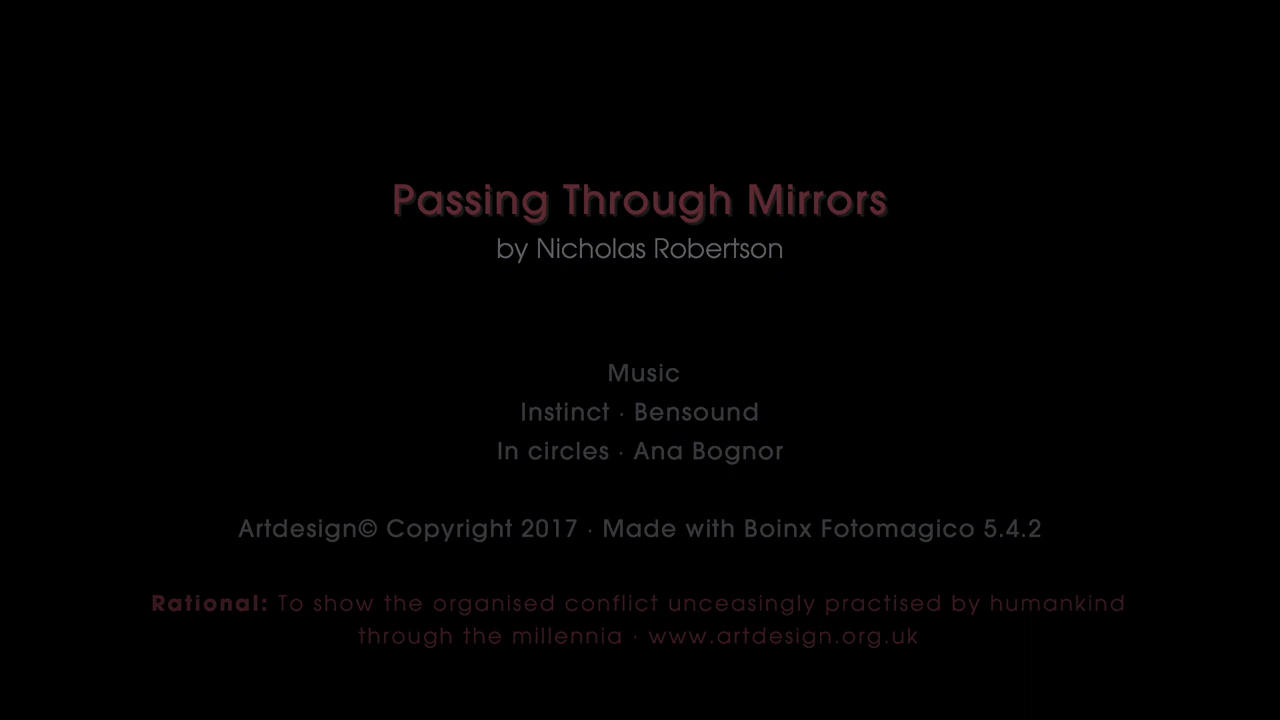 Passing Through Mirrors
by Nicholas Robertson
Music
Instinct · Bensound
In circles · Ana Bognor
Artdesign© Copyright 2017 · Made with Boinx Fotomagico 5.4.2
Rational: To show the organised conflict unceasingly practised by humankind
through the millennia · www.artdesign.org.uk